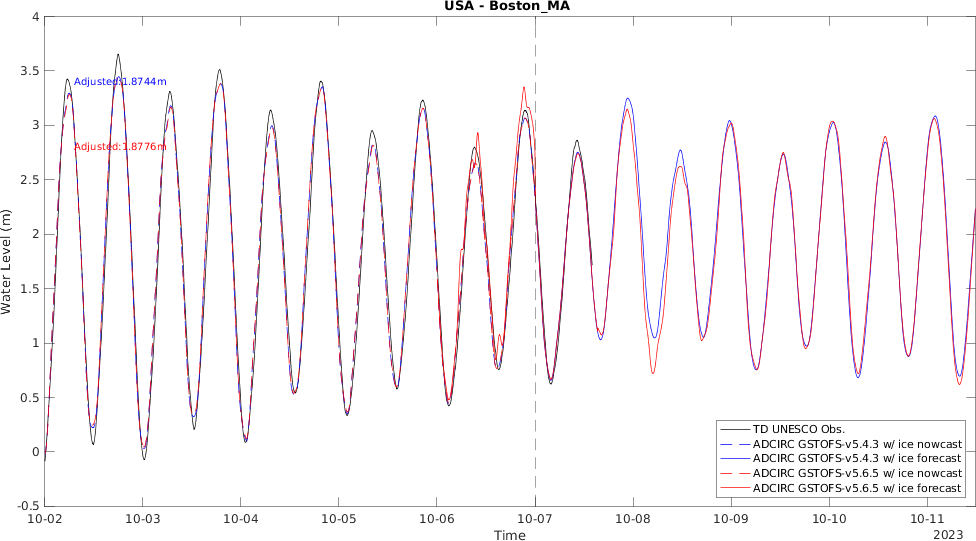 USA - Boston_MA
4
3.5
3
2.5
2
1.5
1
0.5
0
-0.5
Water Level (m)
Adjusted:1.8744m
Adjusted:1.8776m
TD UNESCO Obs.
ADCIRC GSTOFS-v5.4.3 w/ ice nowcast
ADCIRC GSTOFS-v5.4.3 w/ ice forecast
ADCIRC GSTOFS-v5.6.5 w/ ice nowcast
ADCIRC GSTOFS-v5.6.5 w/ ice forecast
10-02 10-03 10-04 10-05 10-06 10-07 10-08 10-09 10-10 10-11
Time
2023